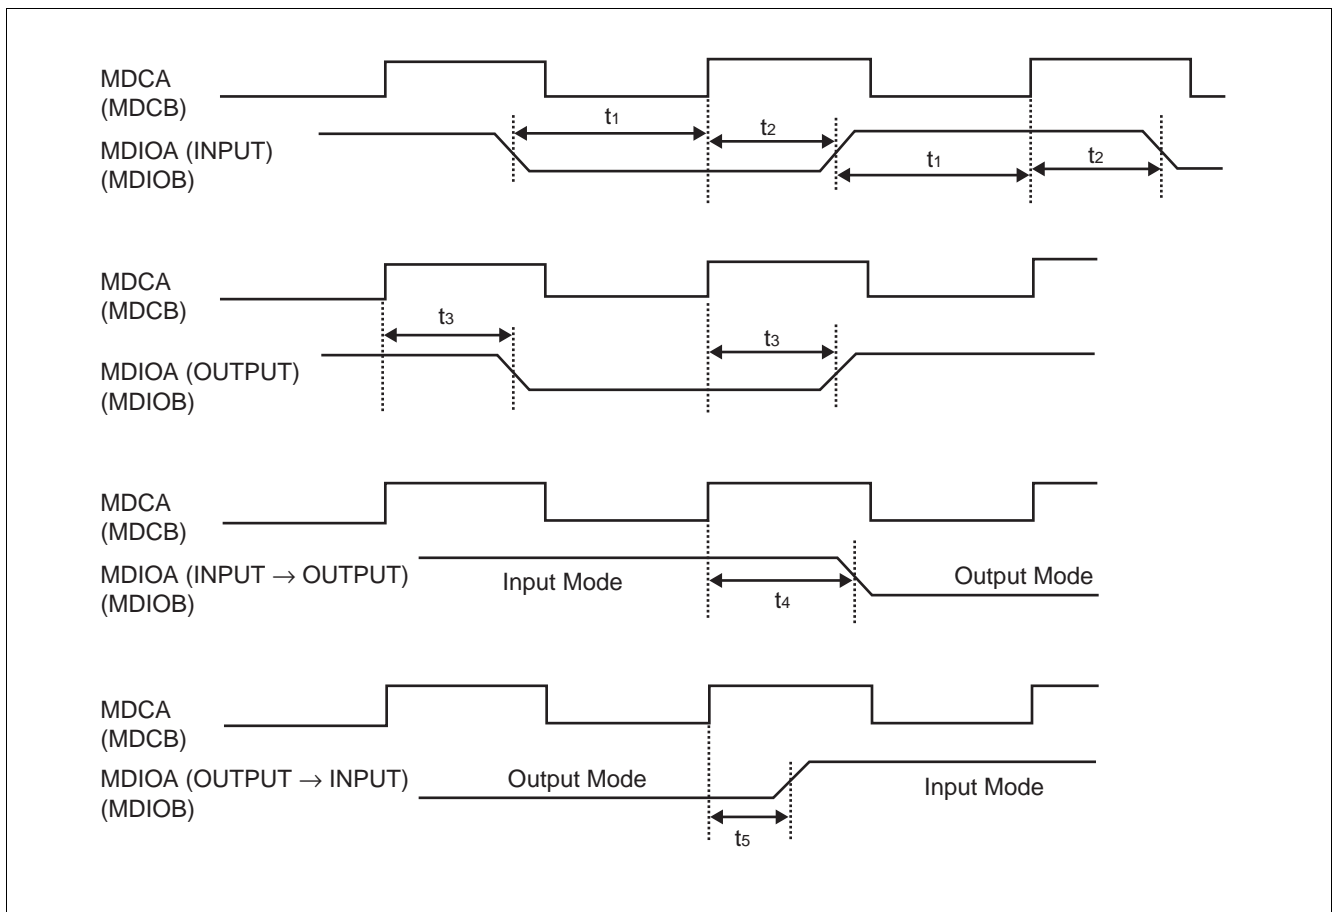 MDCA
(MDCB)
t1
t2
MDIOA (INPUT)
(MDIOB)
t1
t2
MDCA
(MDCB)
t3
t3
MDIOA (OUTPUT)
(MDIOB)
MDCA
(MDCB)
MDIOA (INPUT → OUTPUT)
(MDIOB)
Input Mode
Output Mode
t4
MDCA
(MDCB)
MDIOA (OUTPUT → INPUT)
(MDIOB)
Output Mode
Input Mode
t5